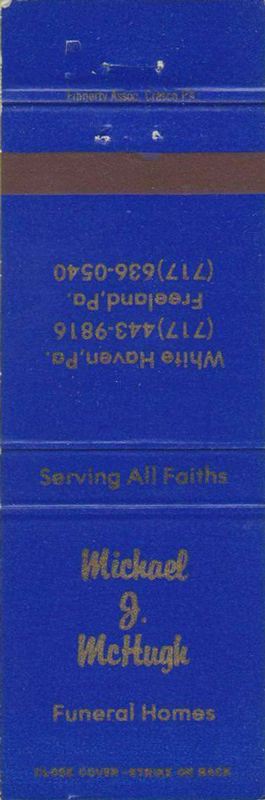 White Haven,Pa.
(717)443-9816
Freeland,Pa.
(717)636-0540
Serving All Faiths
Michael
J.
McHugh
Funeral Homes
CLOSE COVER - STRIKE ON BACK